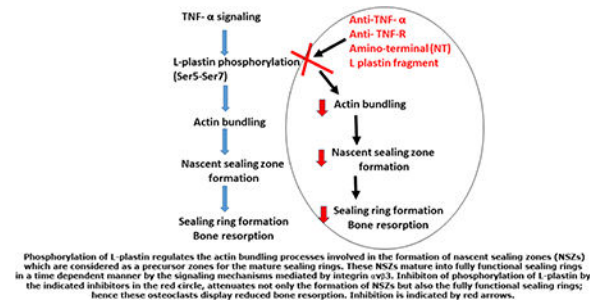 TNF- α signaling
L-plastin phosphorylation
(Ser5-Ser7)
Actin bundling
Nascent sealing zone
formation
Sealing ring formation
Bone resorption
Anti-TNF- α
Anti- TNF-R
Amino-terminal (NT)
L plastin fragment
Actin bundling
Nascent sealing zone
formation
Sealing ring formation
Bone resorption
Phosphorylation of L-plastin regulates the actin bundling processes involved in the formation of nascent sealing zones (NSZs)
which are considered as a precursor zones for the mature sealing rings. These NSZs mature into fully functional sealing rings
in a time dependent manner by the signaling mechanisms mediated by integrin αvβ3. Inhibiton of phosphorylation of L-plastin by
the indicated inhibitors in the red circle, attenuates not only the formation of NSZs but also the fully functional sealing rings;
hence these osteoclasts display reduced bone resorption. Inhibition is indicated by red arrows.